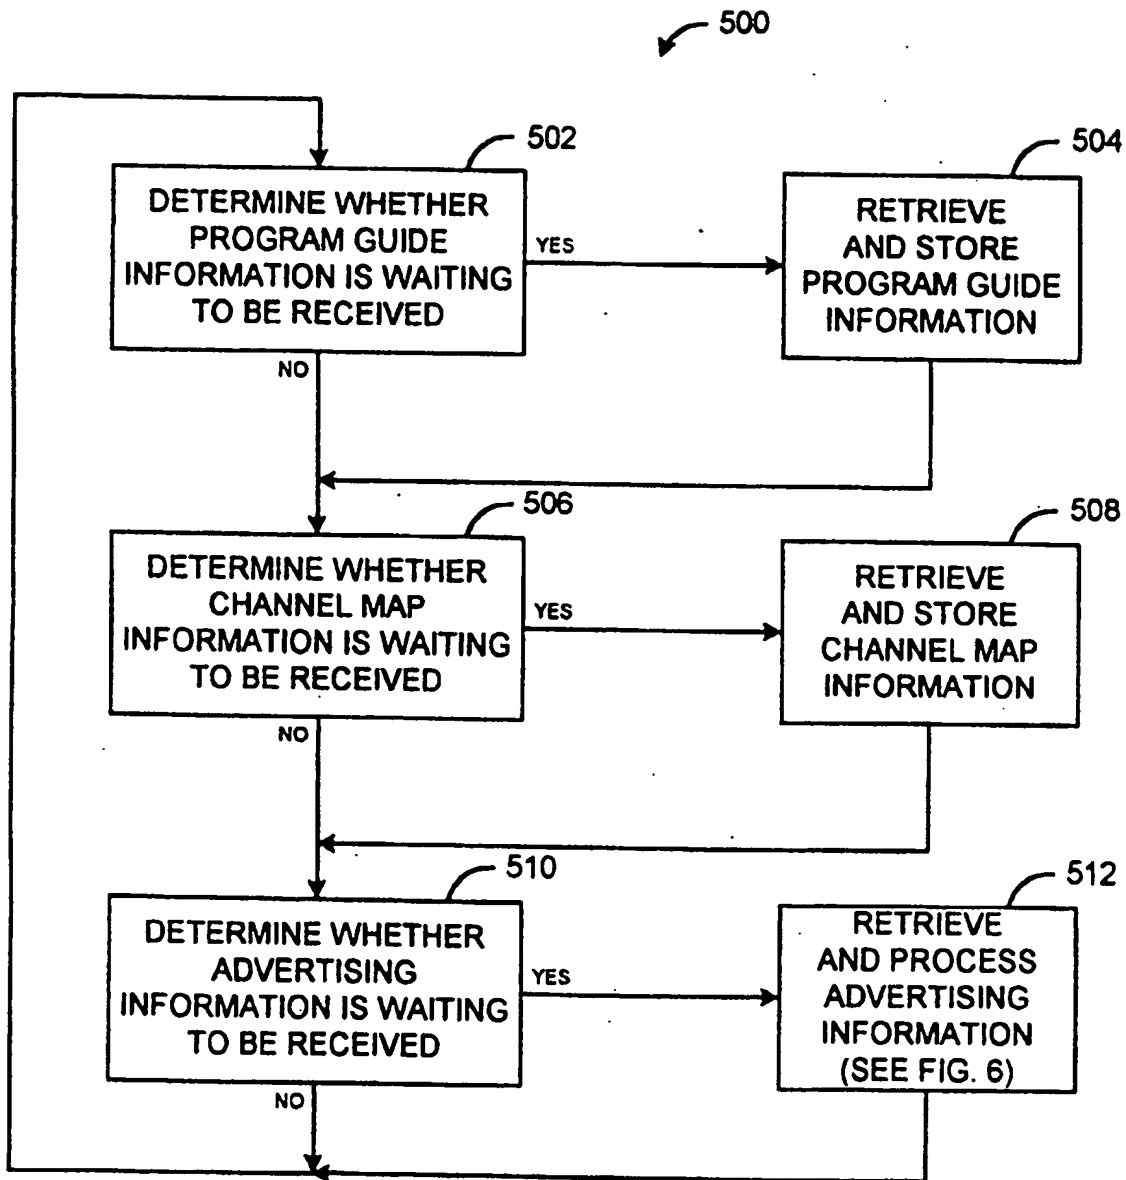 500
502
DETERMINE WHETHER
PROGRAM GUIDE
INFORMATION IS WAITING
TO BE RECEIVED
YES
504
RETRIEVE
AND STORE
PROGRAM GUIDE
INFORMATION
NO
506
DETERMINE WHETHER
CHANNEL MAP
INFORMATION IS WAITING
TO BE RECEIVED
YES
508
RETRIEVE
AND STORE
CHANNEL MAP
INFORMATION
NO
510
DETERMINE WHETHER
ADVERTISING
INFORMATION IS WAITING
TO BE RECEIVED
YES
512
RETRIEVE
AND PROCESS
ADVERTISING
INFORMATION
(SEE FIG. 6)
NO